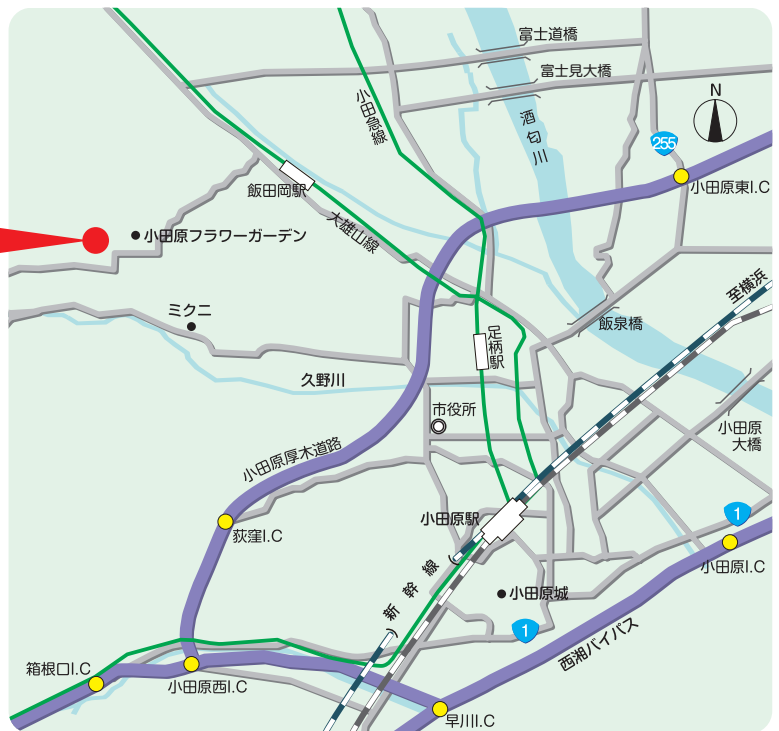 富士道橋
富士見大橋
小田急線
酒匂川
N
255
飯田岡駅
小田原東I.C
小田原フラワーガーデン
大雄山線
至横浜
ミクニ
飯泉橋
足柄駅
久野川
市役所
小田原
大橋
小田原厚木道路
小田原駅
1
荻窪I.C
新幹線
小田原I.C
小田原城
1
西湘バイパス
箱根口I.C
小田原西I.C
早川I.C